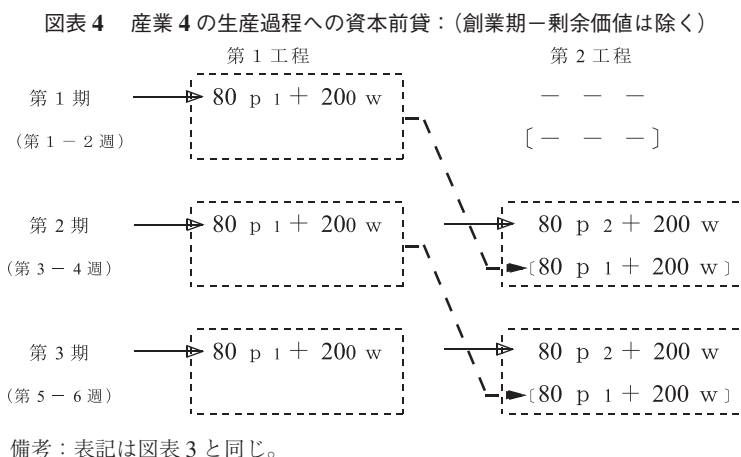 図表4　産業4の生産過程への資本前貸：（創業期－剰余価値は除く）
第1工程　第2工程
第1期　80 p 1＋ 200 w　－ － －
（第1－2週）　〔－ － －〕
第2期　80 p 1＋ 200 w　80 p 2＋ 200 w
（第3－4週）　〔80 p 1＋ 200 w〕
第3期　80 p 1＋ 200 w　80 p 2＋ 200 w
（第5－6週）　〔80 p 1＋ 200 w〕
備考：表記は図表3と同じ。